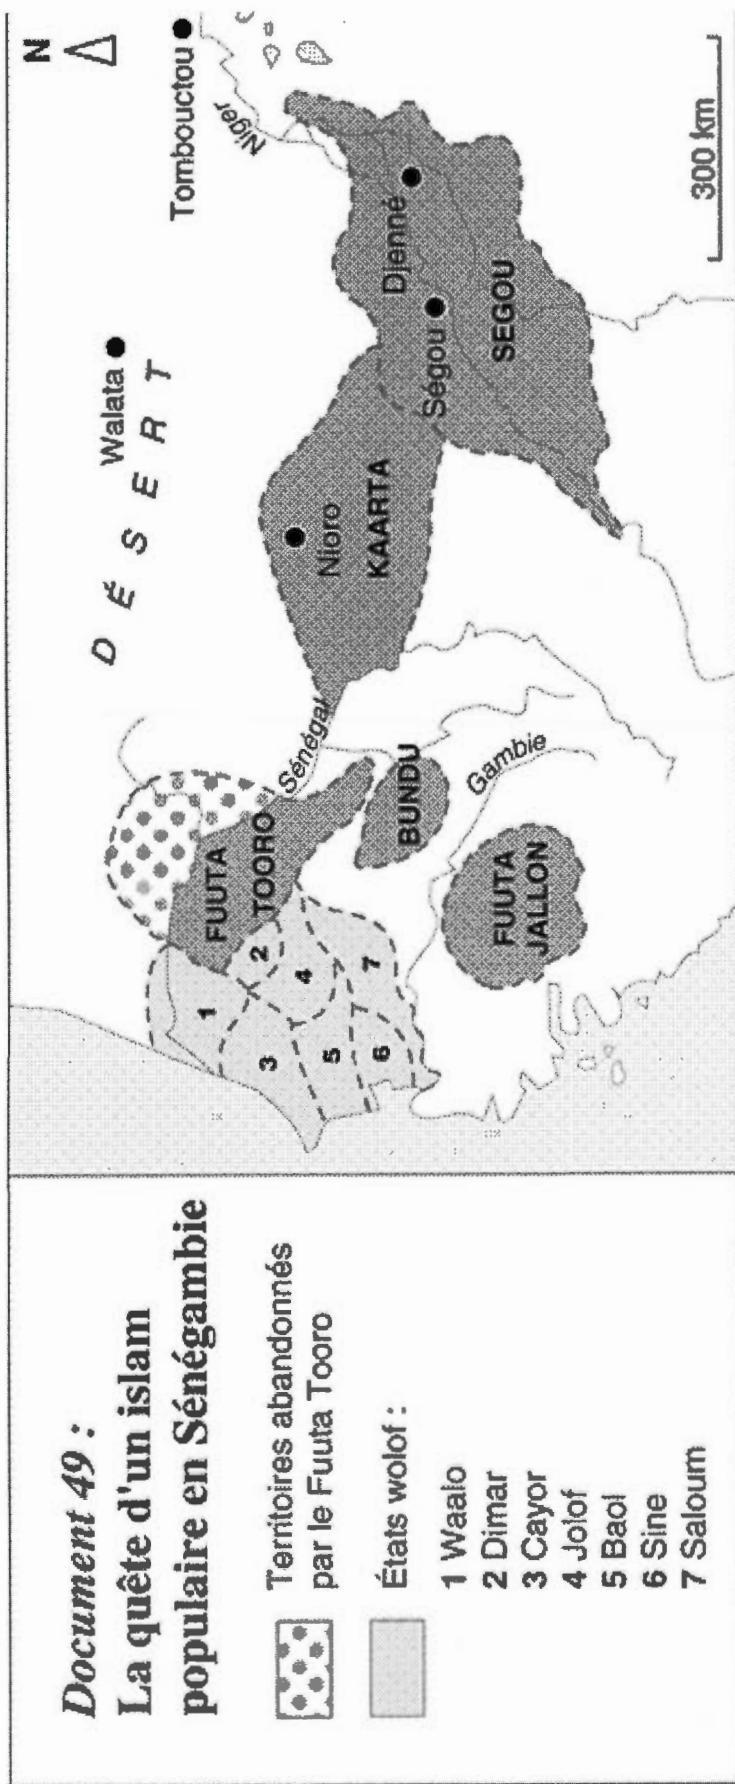 Document 49 :
La quête d'un islam
populaire en Sénégambie
Territoires abandonnés
par le Fuuta Tooro
États wolof :
1 Waalo
2 Dimar
3 Cayor
4 Jolof
5 Baol
6 Sine
7 Saloum
N
Tombouctou
Niger
Walata
DÉSERT
Djenné
Ségou
SEGOU
Nioro
KAARTA
Sénégal
FUUTA
TOORO
BUNDU
Gambie
FUUTA
JALLON
1
2
3
4
5
6
7
300 km